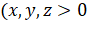 (x, y, z > 0